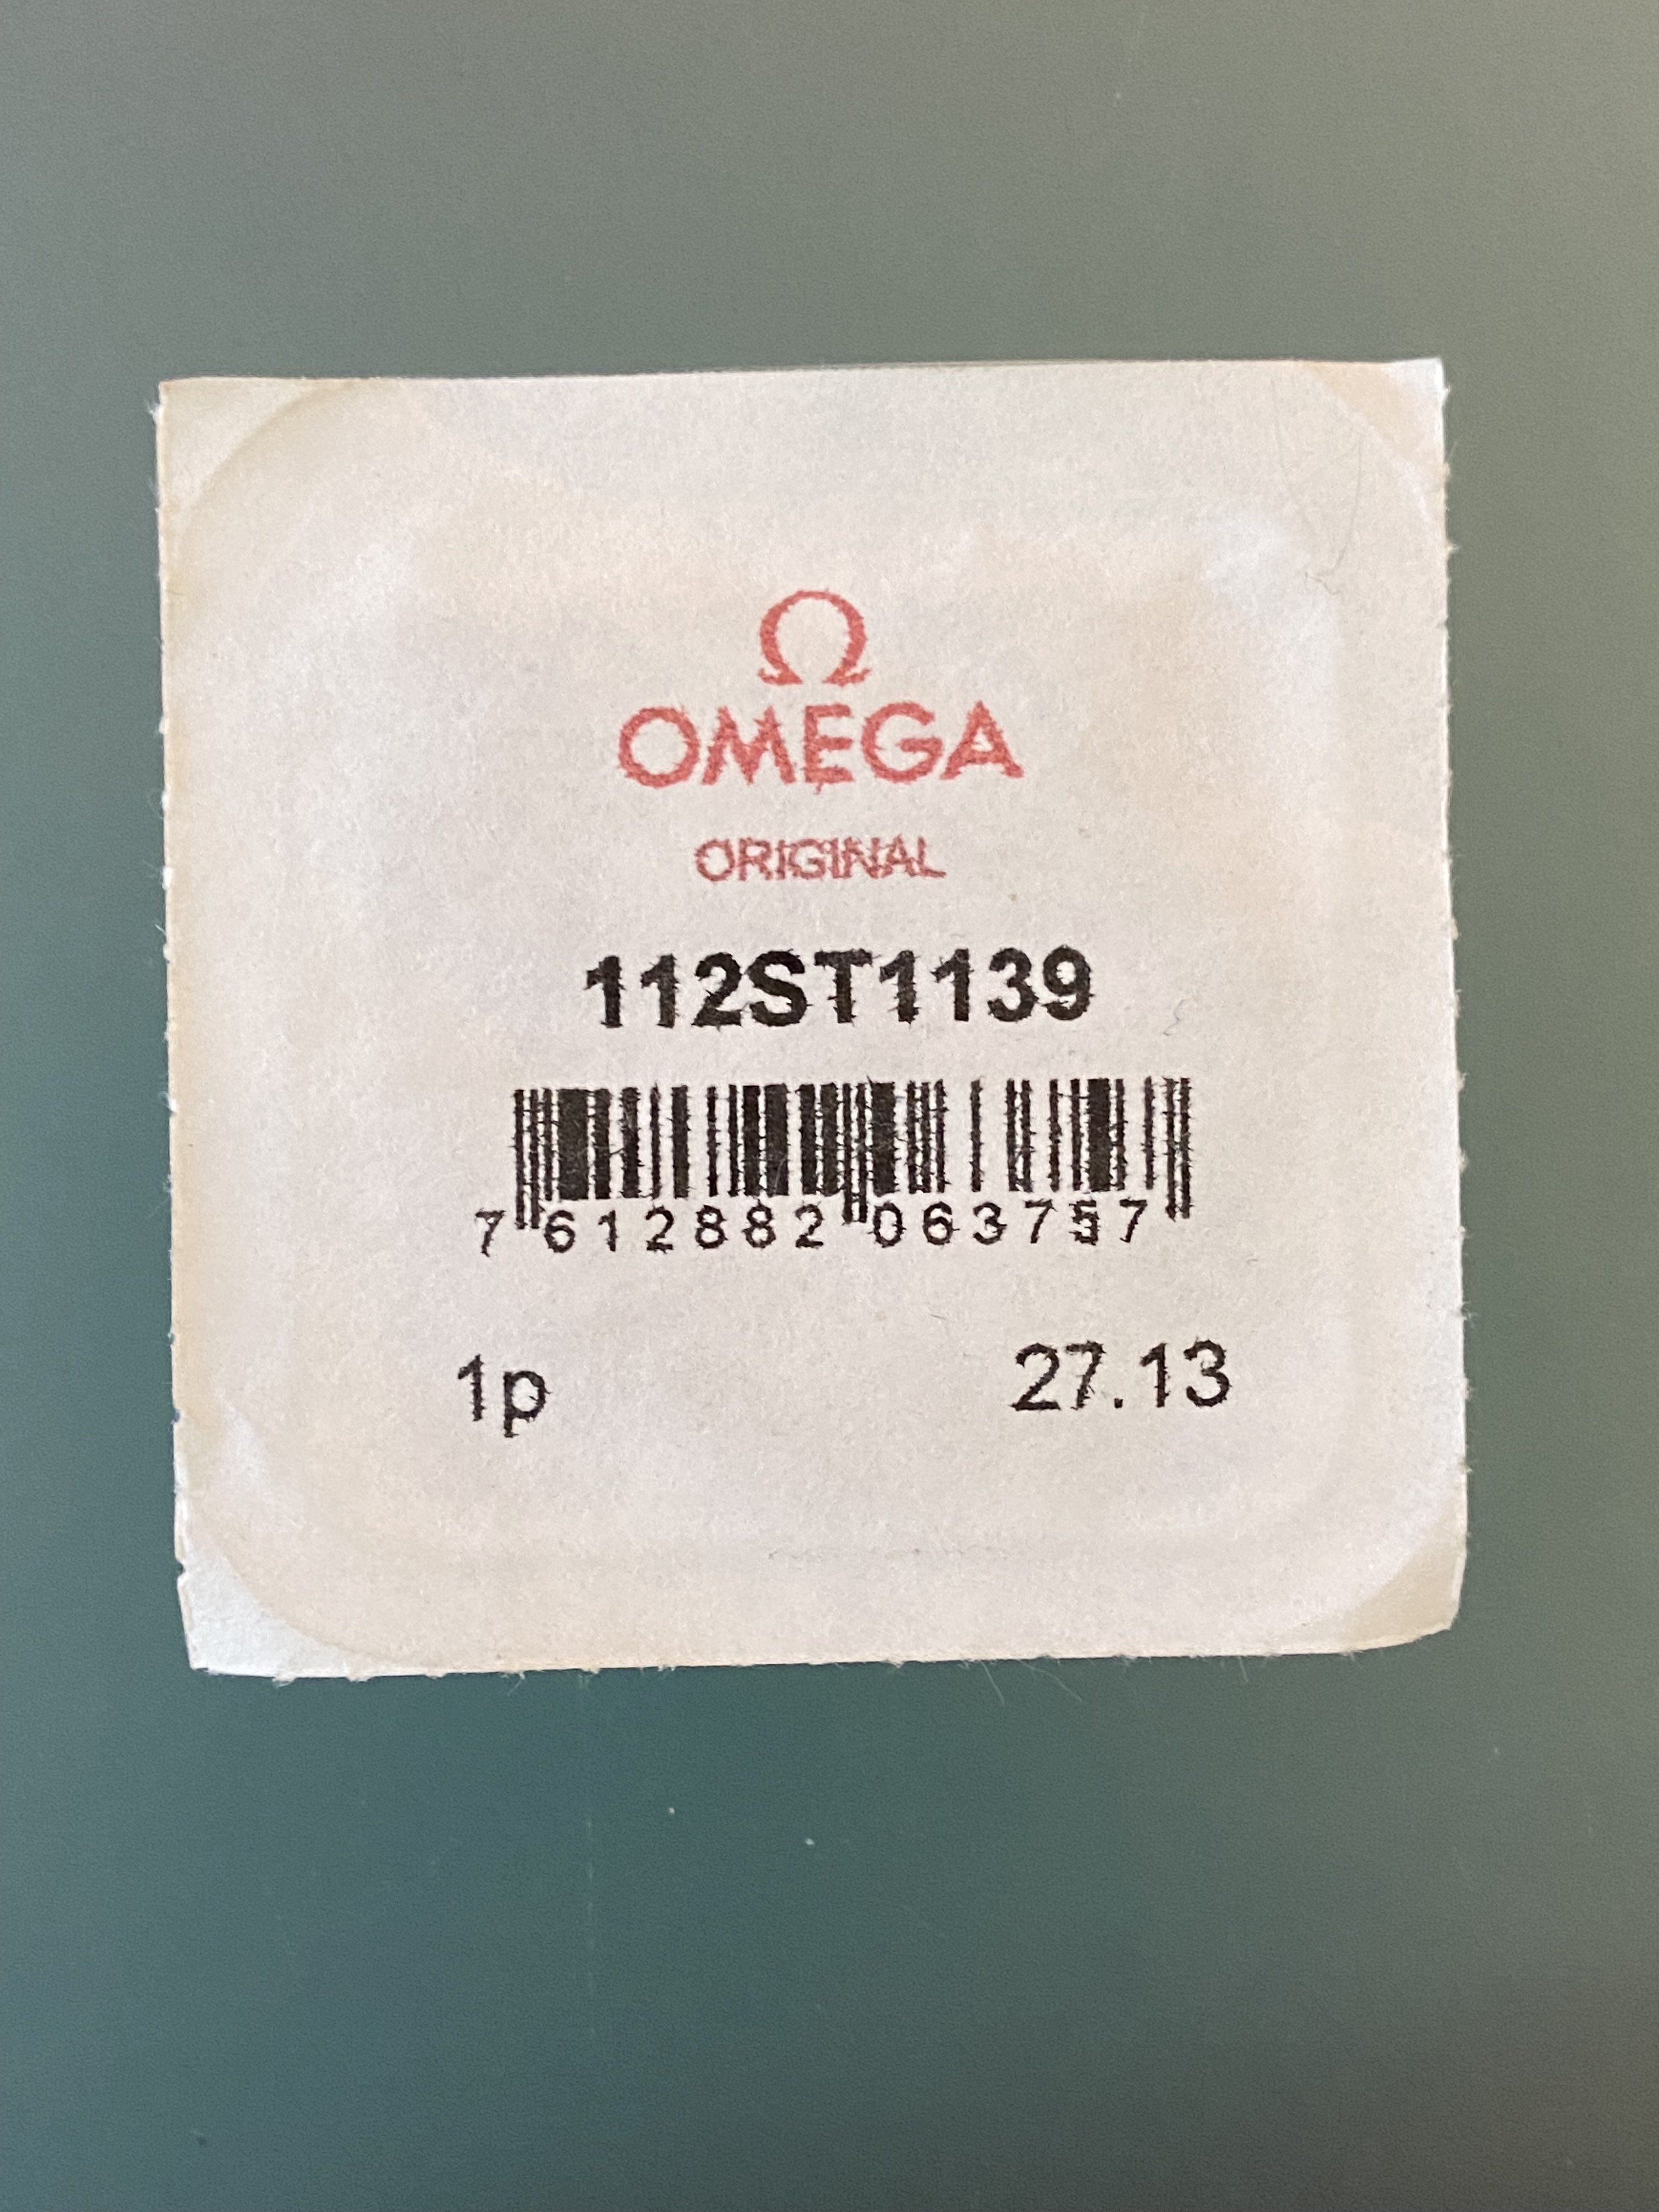 Ω
OMEGA
ORIGINAL
112ST1139
7 612882 063757
1p 27.13